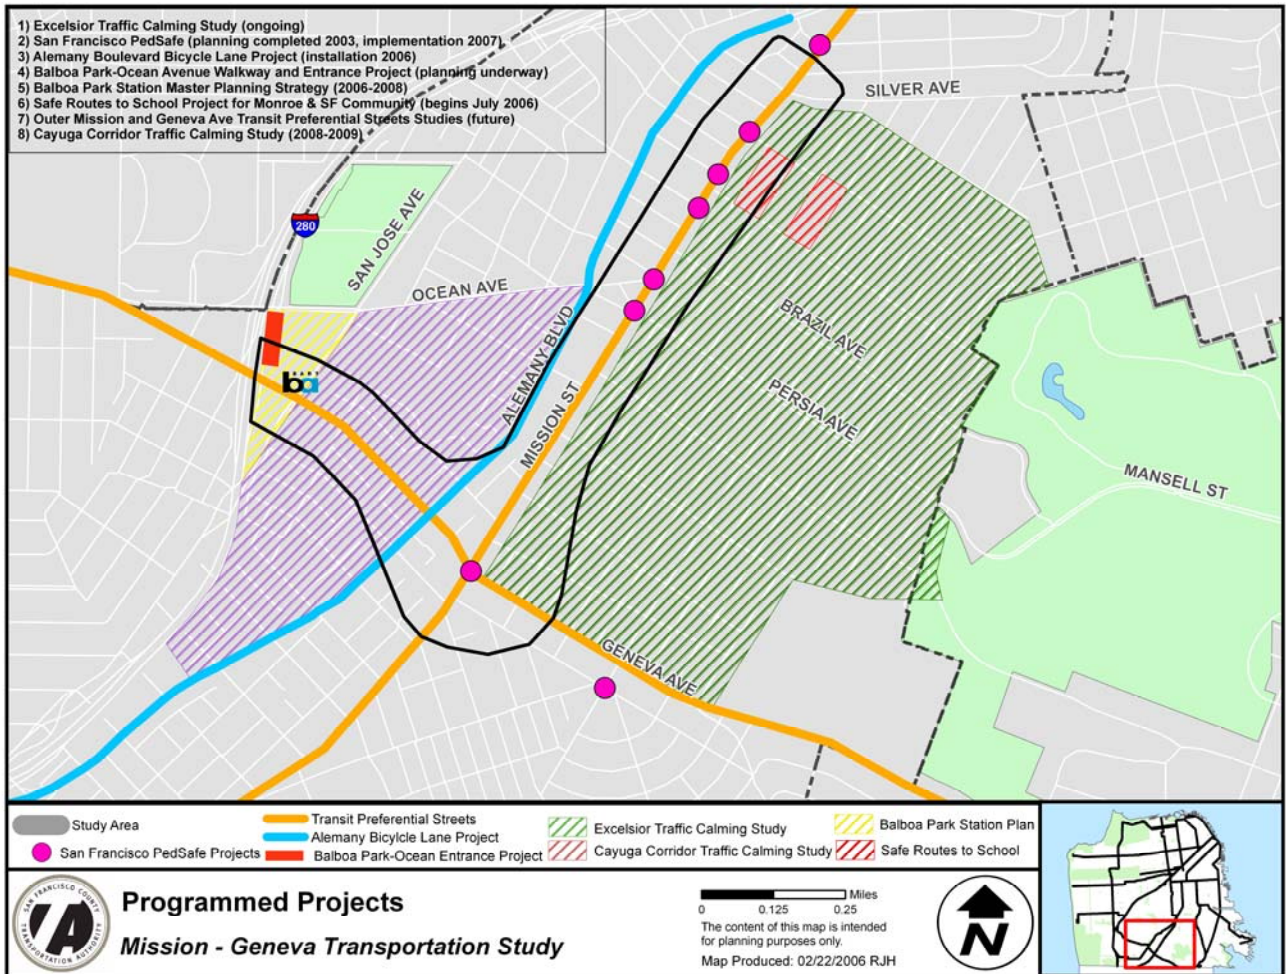 1) Excelsior Traffic Calming Study (ongoing)
2) San Francisco PedSafe (planning completed 2003, implementation 2007)
3) Alemany Boulevard Bicycle Lane Project (installation 2006)
4) Balboa Park-Ocean Avenue Walkway and Entrance Project (planning underway)
5) Balboa Park Station Master Planning Strategy (2006-2008)
6) Safe Routes to School Project for Monroe & SF Community (begins July 2006)
7) Outer Mission and Geneva Ave Transit Preferential Streets Studies (future)
8) Cayuga Corridor Traffic Calming Study (2008-2009)
SILVER AVE
280
SAN JOSE AVE
OCEAN AVE
ALEMANY BLVD
MISSION ST
BRAZIL AVE
PERSIA AVE
MANSELL ST
ba
GENEVA AVE
Study Area
San Francisco PedSafe Projects
Transit Preferential Streets
Alemany Bicylcle Lane Project
Balboa Park-Ocean Entrance Project
Excelsior Traffic Calming Study
Cayuga Corridor Traffic Calming Study
Balboa Park Station Plan
Safe Routes to School
SAN FRANCISCO COUNTY
TRANSPORTATION AUTHORITY
Programmed Projects
Mission - Geneva Transportation Study
Miles
0 0.125 0.25
The content of this map is intended
for planning purposes only.
Map Produced: 02/22/2006 RJH
N